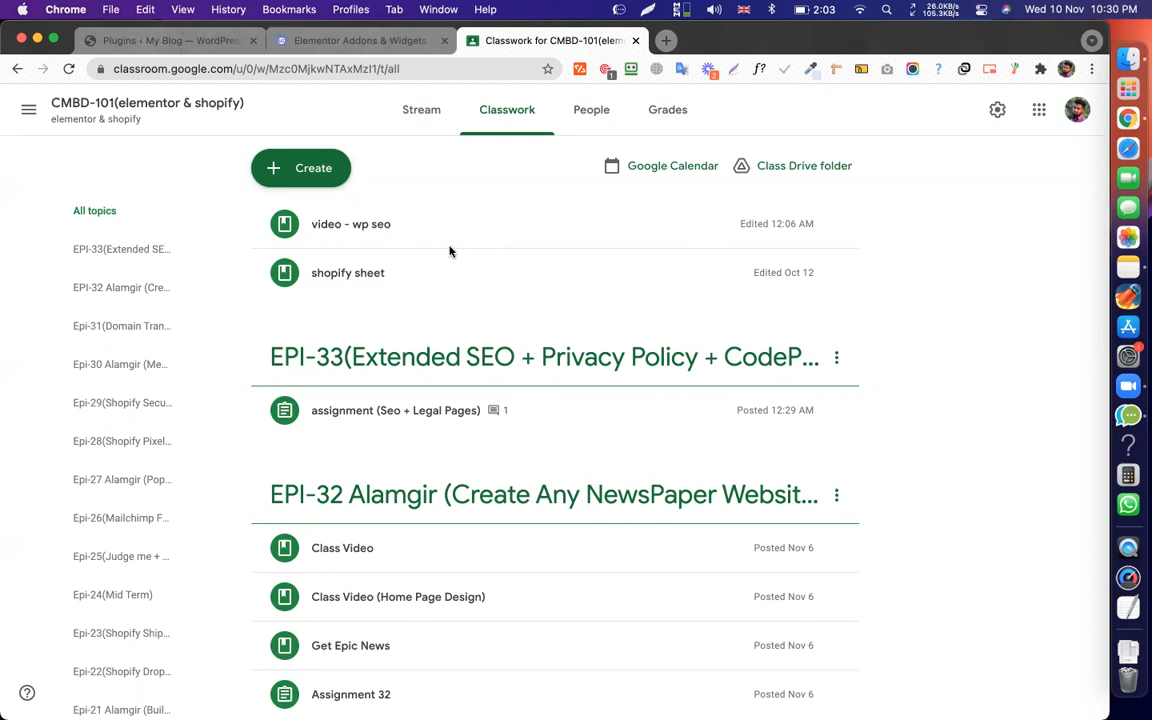 Chrome File Edit View History Bookmarks Profiles Tab Window Help 2:03 26.0KB/s 105.3KB/s Wed 10 Nov 10:30 PM
Plugins ‹ My Blog — WordPress
Elementor Addons & Widgets
Classwork for CMBD-101(elem
classroom.google.com/u/0/w/Mzc0MjkwNTAxMzI1/t/all
CMBD-101(elementor & shopify)
elementor & shopify
Stream Classwork People Grades
Create
Google Calendar Class Drive folder
All topics
EPI-33(Extended SE...
EPI-32 Alamgir (Cre...
Epi-31(Domain Tran...
Epi-30 Alamgir (Me...
Epi-29(Shopify Secu...
Epi-28(Shopify Pixel...
Epi-27 Alamgir (Pop...
Epi-26(Mailchimp F...
Epi-25(Judge me + ...
Epi-24(Mid Term)
Epi-23(Shopify Ship...
Epi-22(Shopify Drop...
Epi-21 Alamgir (Buil...
video - wp seo Edited 12:06 AM
shopify sheet Edited Oct 12
EPI-33(Extended SEO + Privacy Policy + CodeP...
assignment (Seo + Legal Pages) 1 Posted 12:29 AM
EPI-32 Alamgir (Create Any NewsPaper Websit...
Class Video Posted Nov 6
Class Video (Home Page Design) Posted Nov 6
Get Epic News Posted Nov 6
Assignment 32 Posted Nov 6